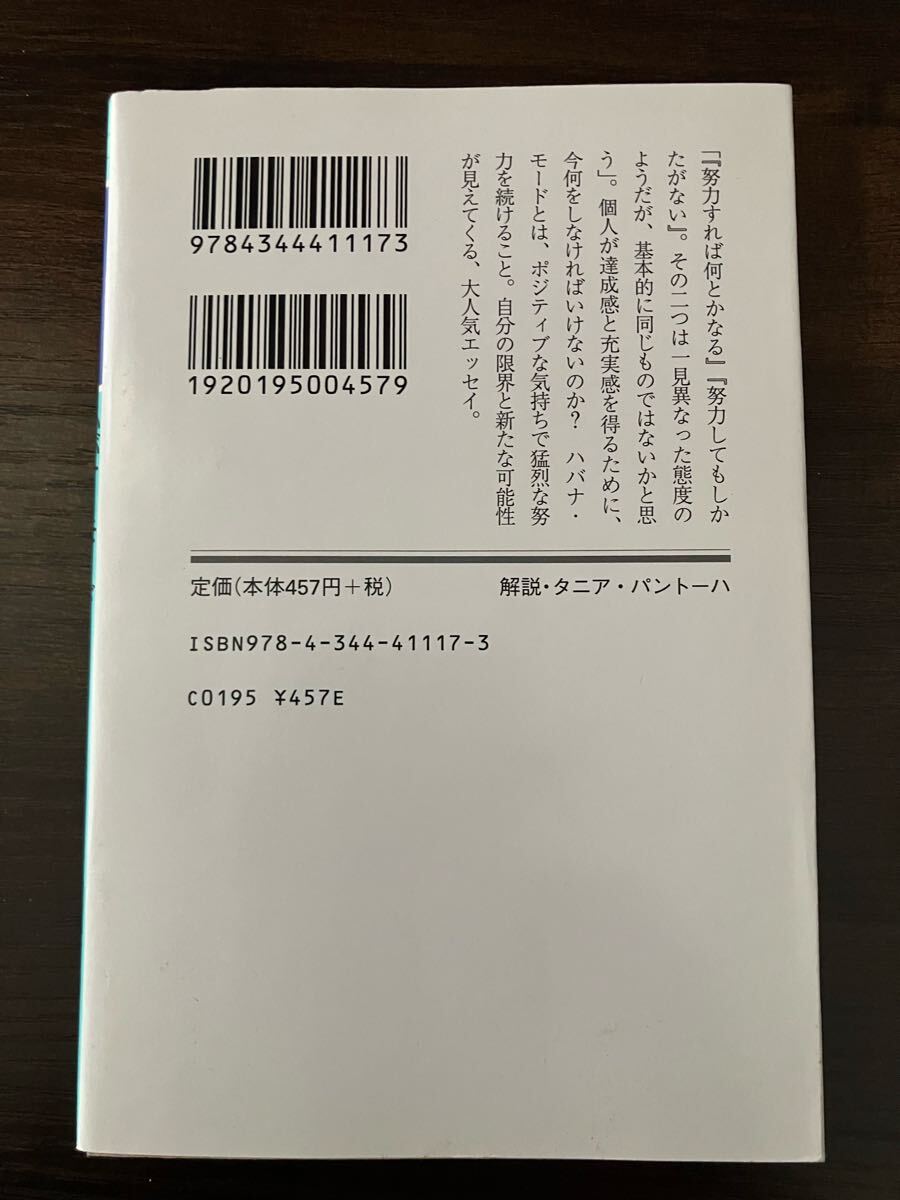 「『努力すれば何とかなる』『努力してもしか
たがない』。その二つは一見異なった態度の
ようだが、基本的に同じものではないかと思
う」。個人が達成感と充実感を得るために、
今何をしなければいけないのか？ ハバナ・
モードとは、ポジティブな気持ちで猛烈な努
力を続けること。自分の限界と新たな可能性
が見えてくる、大人気エッセイ。
9784344411173
1920195004579
定価（本体457円＋税）
解説・タニア・パントーハ
ISBN978-4-344-41117-3
C0195 ¥457E